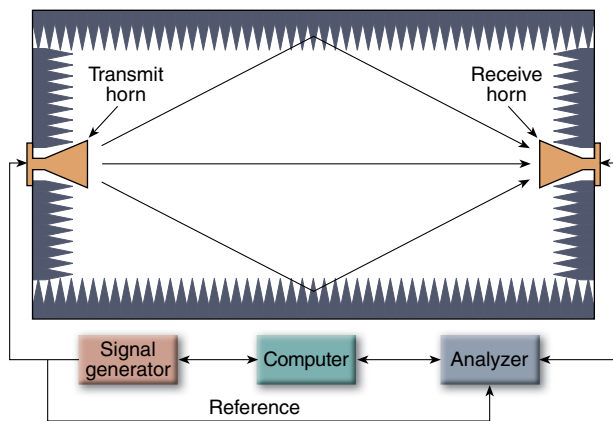 Transmit
horn
Receive
horn
Signal
generator
Computer
Analyzer
Reference